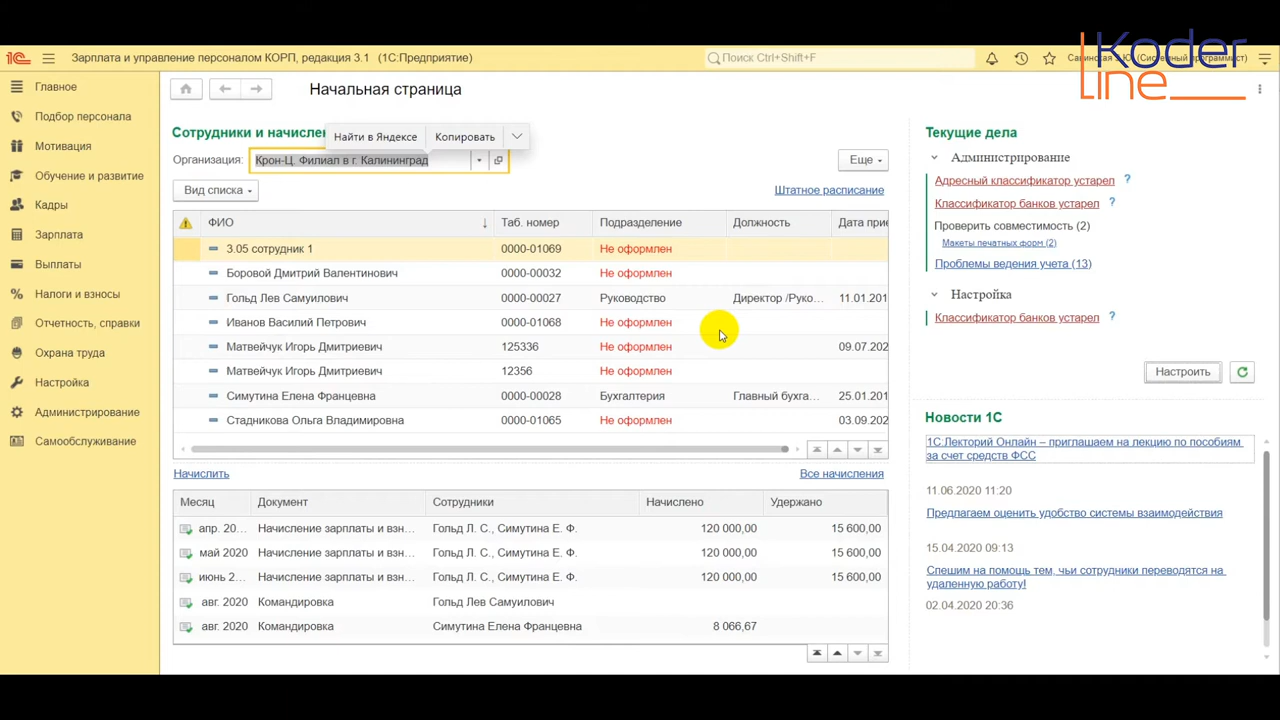 Koder
line
1С Зарплата и управление персоналом КОРП, редакция 3.1 (1С:Предприятие)
Поиск Ctrl+Shift+F
Главное
Подбор персонала
Мотивация
Обучение и развитие
Кадры
Зарплата
Выплаты
Налоги и взносы
Отчетность, справки
Охрана труда
Настройка
Администрирование
Самообслуживание
Начальная страница
Найти в Яндексе Копировать
Организация: Крон-Ц. Филиал в г. Калининград Еще
Вид списка Штатное расписание
ФИО Таб. номер Подразделение Должность
3.05 сотрудник 1 0000-01069 Не оформлен
Боровой Дмитрий Валентинович 0000-00032 Не оформлен
Гольд Лев Самуилович 0000-00027 Руководство Директор /Руко... 11.01.201
Иванов Василий Петрович 0000-01068 Не оформлен
Матвейчук Игорь Дмитриевич 125336 Не оформлен 09.07.202
Матвейчук Игорь Дмитриевич 12356 Не оформлен
Симутина Елена Францевна 0000-00028 Бухгалтерия Главный бухга... 25.01.201
Стадникова Ольга Владимировна 0000-01065 Не оформлен 03.09.202
Начислить Все начисления
Месяц Документ Сотрудники Начислено Удержано
апр. 20... Начисление зарплаты и взн... Гольд Л. С., Симутина Е. Ф. 120 000,00 15 600,00
май 2020 Начисление зарплаты и взн... Гольд Л. С., Симутина Е. Ф. 120 000,00 15 600,00
июнь 2... Начисление зарплаты и взн... Гольд Л. С., Симутина Е. Ф. 120 000,00 15 600,00
авг. 2020 Командировка Гольд Лев Самуилович
авг. 2020 Командировка Симутина Елена Францевна 8 066,67
Текущие дела
Администрирование
Адресный классификатор устарел ?
Классификатор банков устарел ?
Проверить совместимость (2)
Макеты печатных форм (2)
Проблемы ведения учета (13)
Настройка
Классификатор банков устарел ?
Настроить
Новости 1С
1С:Лекторий Онлайн – приглашаем на лекцию по пособиям
за счет средств ФСС
11.06.2020 11:20
Предлагаем оценить удобство системы взаимодействия
15.04.2020 09:13
Спешим на помощь тем, чьи сотрудники переводятся на
удаленную работу!
02.04.2020 20:36